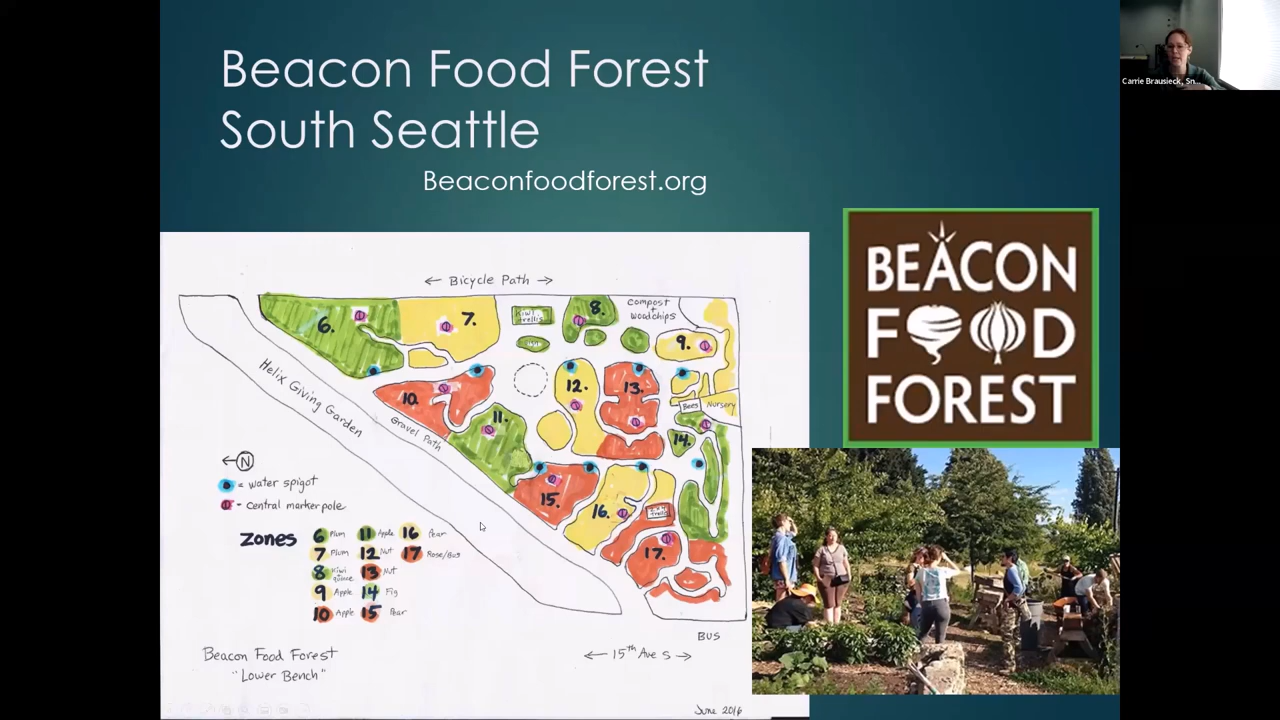 Beacon Food Forest
South Seattle
Beaconfoodforest.org
Carrie Brausieck, Sn...
BEACON
FOOD
FOREST
← Bicycle Path →
6.
7.
Kiwi
trellis
8.
compost
+
woodchips
9.
Helix Giving Garden
10.
Gravel Path
11.
12.
13.
Bees
Nursery
14.
15.
16.
trellis
17.
← N
= water spigot
- central marker pole
Zones
6 Plum 11 Apple 16 Pear
7 Plum 12 Nut 17 Rose/Bus
8 Kiwi quince 13 Nut
9 Apple 14 Fig
10 Apple 15 Pear
BUS
← 15th Ave S →
Beacon Food Forest
"Lower Bench"
June 2016